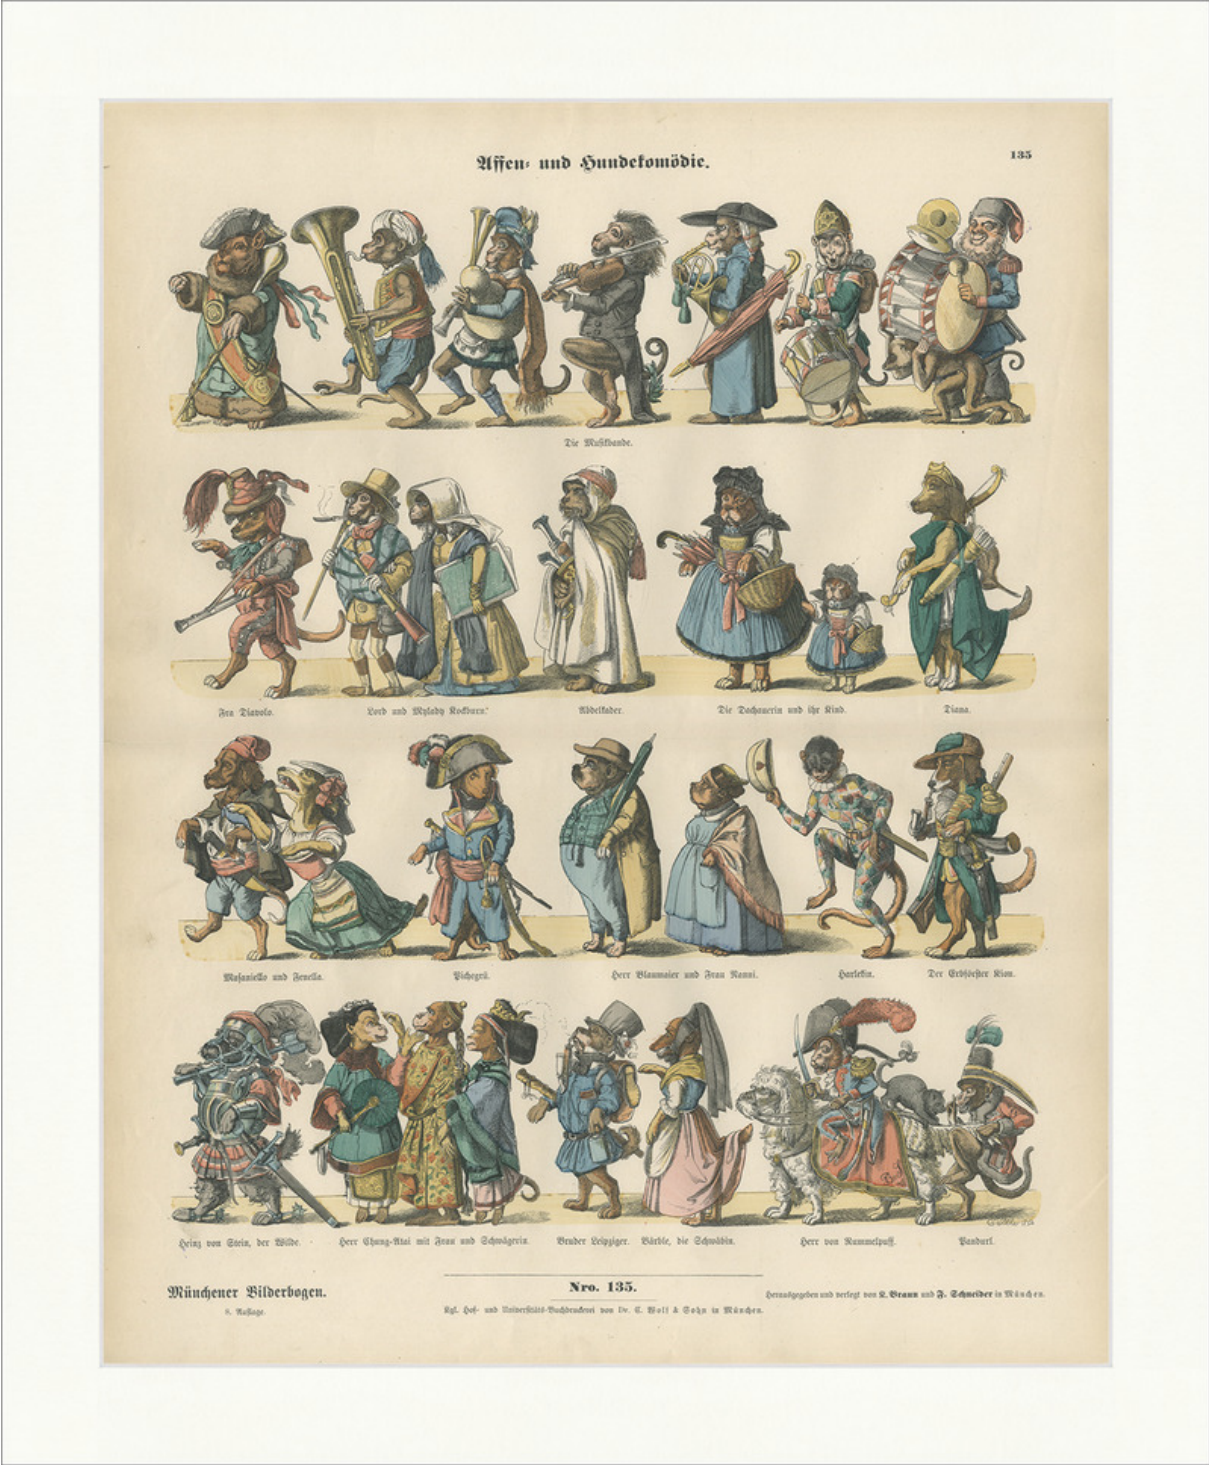 Affen- und Hundekomödie.
135
Die Musikbande.
Fra Diavolo. Lord und Mylady Kockburn. Abdelkader. Die Dachauerin und ihr Kind. Diana.
Masaniello und Fenella. Pichegrü. Herr Blaumaier und Frau Nanni. Harlekin. Der Erbförster Kion.
Heinz von Stein, der Wilde. Herr Chung-Atai mit Frau und Schwägerin. Bruder Leipziger. Bärble, die Schwäbin. Herr von Rummelpuff. Pandurl.
Münchener Bilderbogen.
8. Auflage.
Nro. 135.
Kgl. Hof- und Universitäts-Buchdruckerei von Dr. C. Wolf & Sohn in München.
Herausgegeben und verlegt von K. Braun und F. Schneider in München.